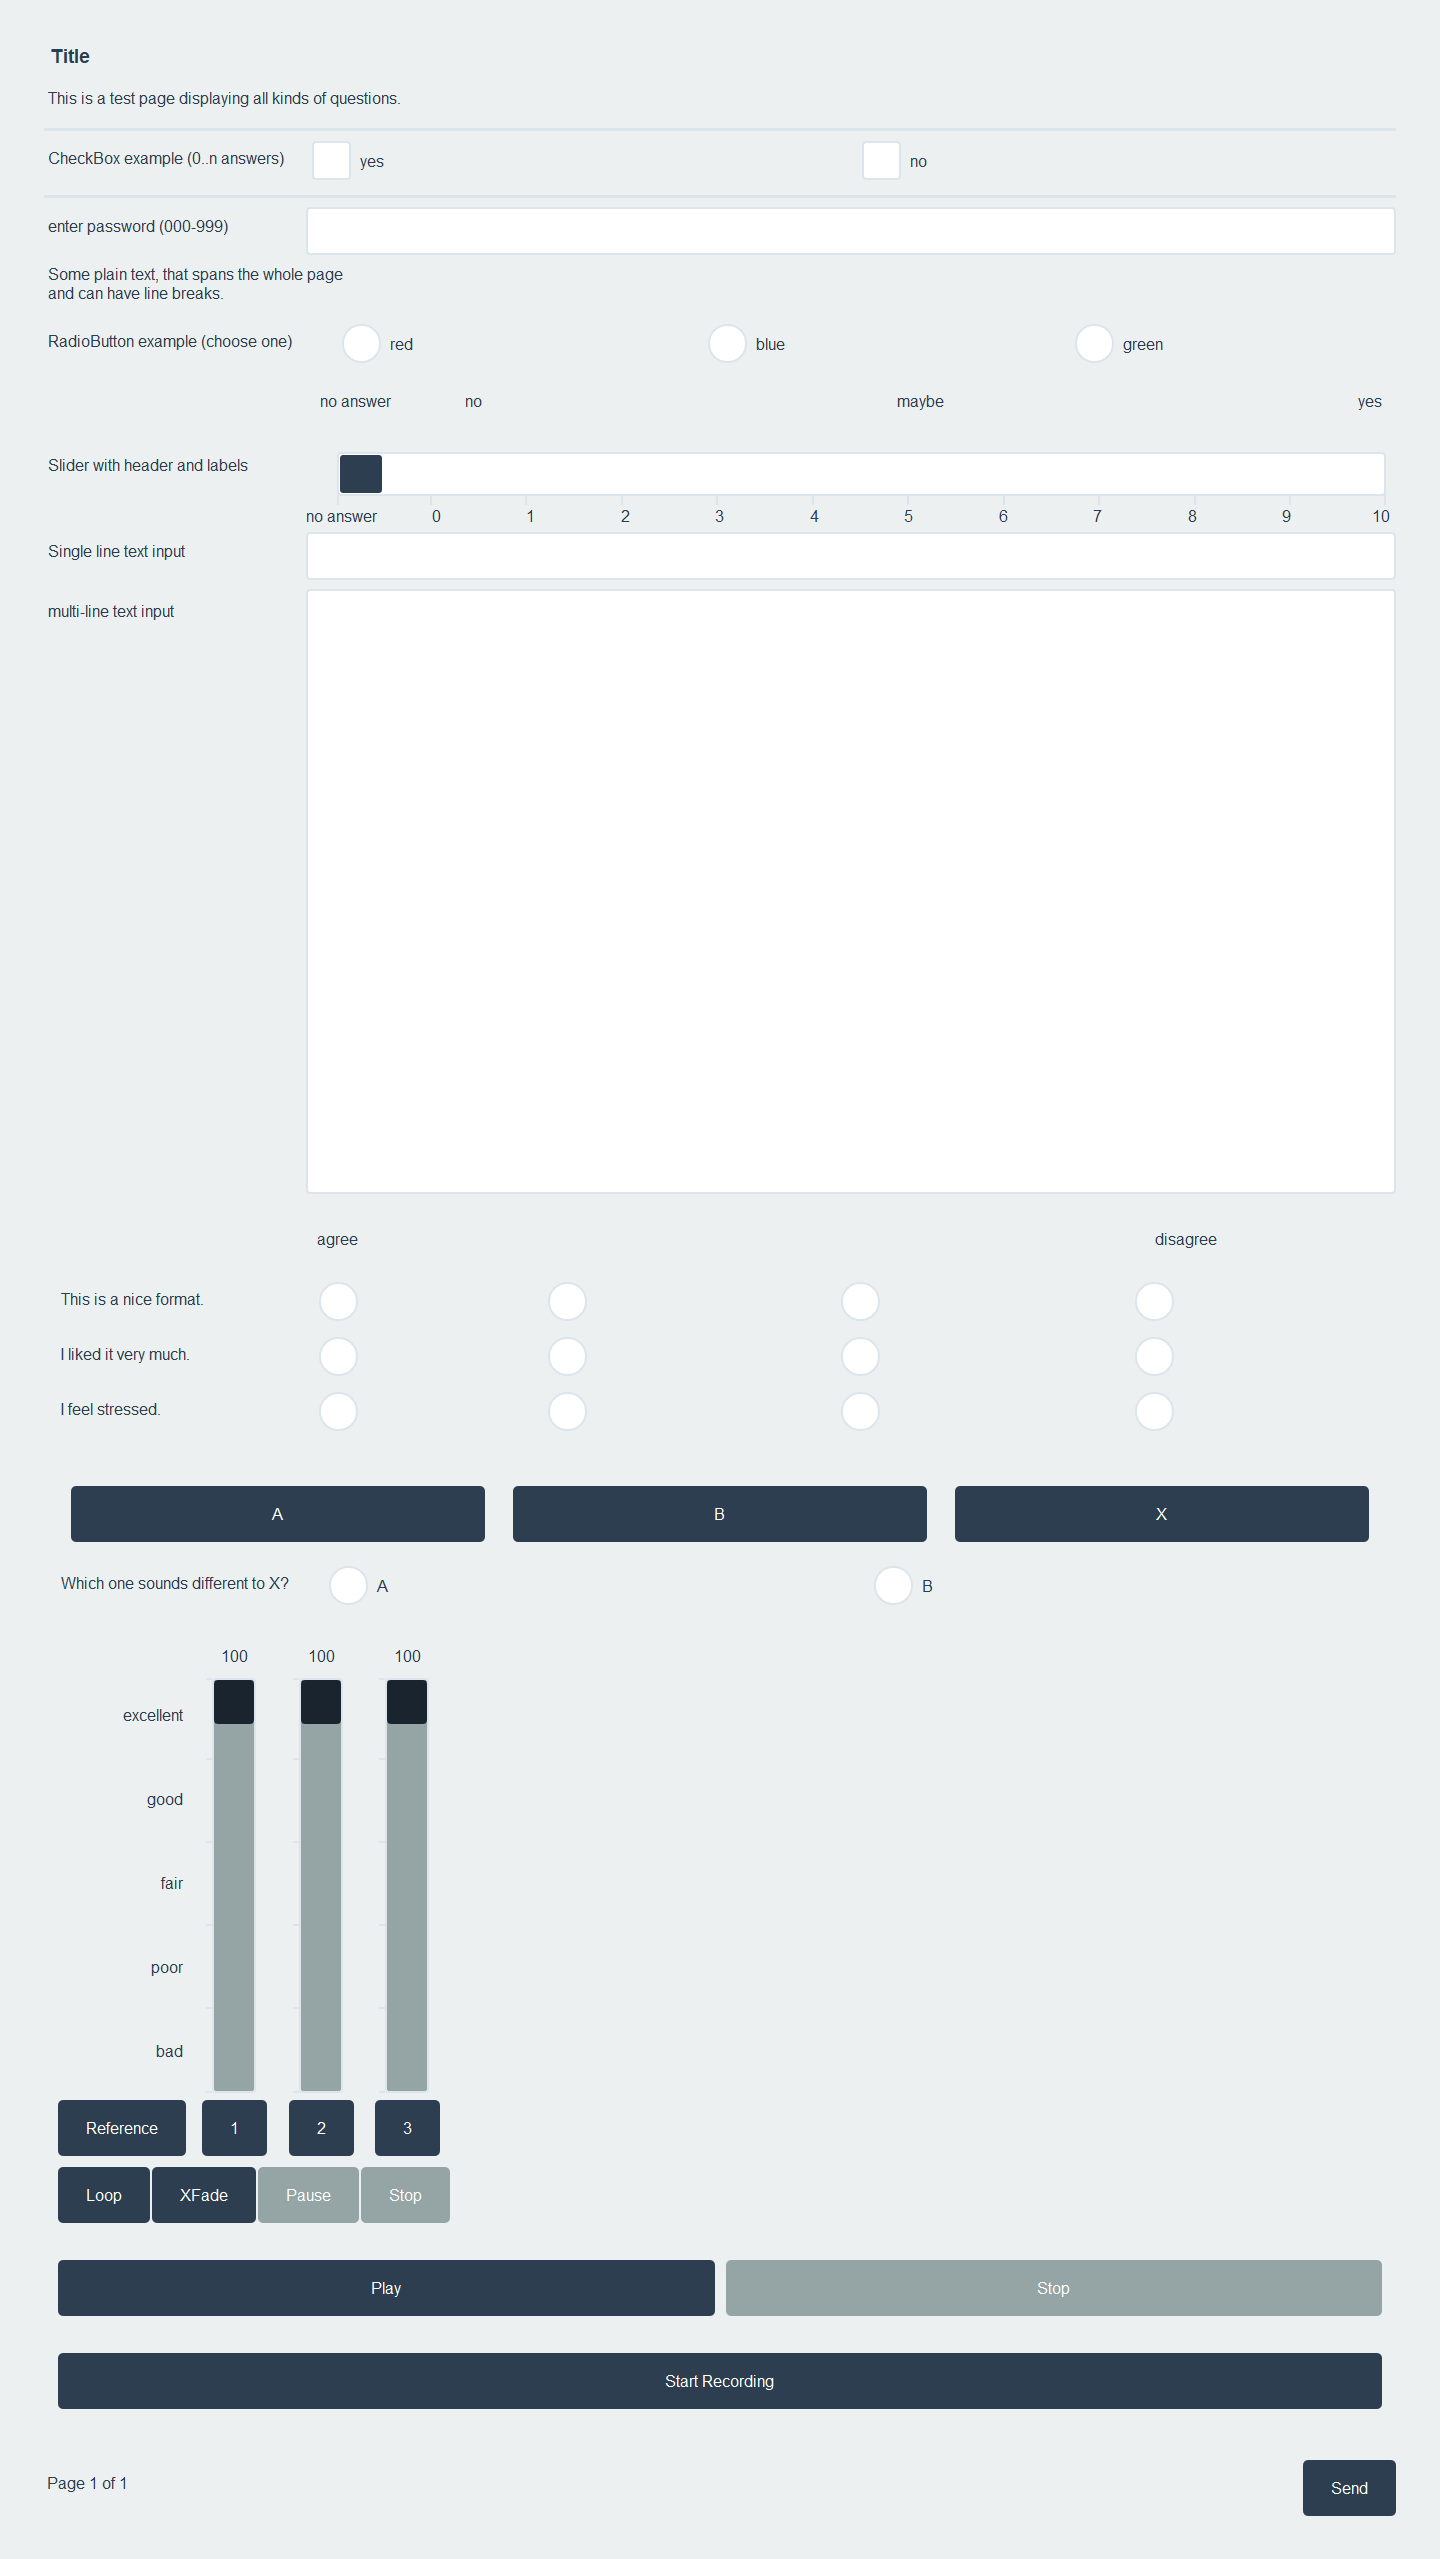 Title
This is a test page displaying all kinds of questions.
CheckBox example (0..n answers) yes no
enter password (000-999)
Some plain text, that spans the whole page
and can have line breaks.
RadioButton example (choose one) red blue green
no answer no maybe yes
Slider with header and labels
no answer 0 1 2 3 4 5 6 7 8 9 10
Single line text input
multi-line text input
agree disagree
This is a nice format.
I liked it very much.
I feel stressed.
A B X
Which one sounds different to X? A B
100 100 100
excellent
good
fair
poor
bad
Reference 1 2 3
Loop XFade Pause Stop
Play Stop
Start Recording
Page 1 of 1 Send